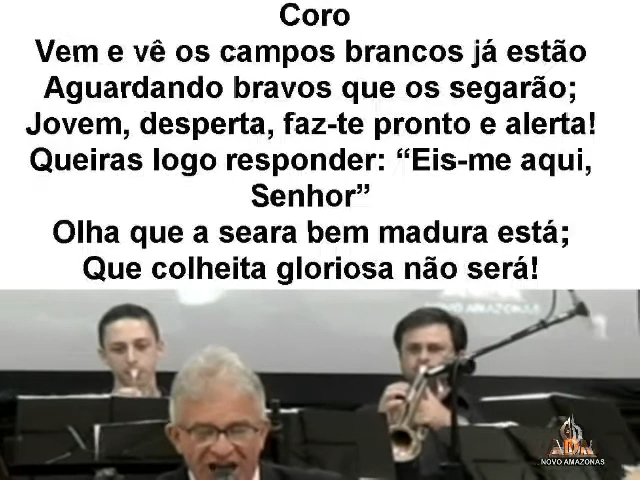 Coro
Vem e vê os campos brancos já estão
Aguardando bravos que os segarão;
Jovem, desperta, faz-te pronto e alerta!
Queiras logo responder: “Eis-me aqui,
Senhor”
Olha que a seara bem madura está;
Que colheita gloriosa não será!
NOVO AMAZONAS
NOVO AMAZONAS